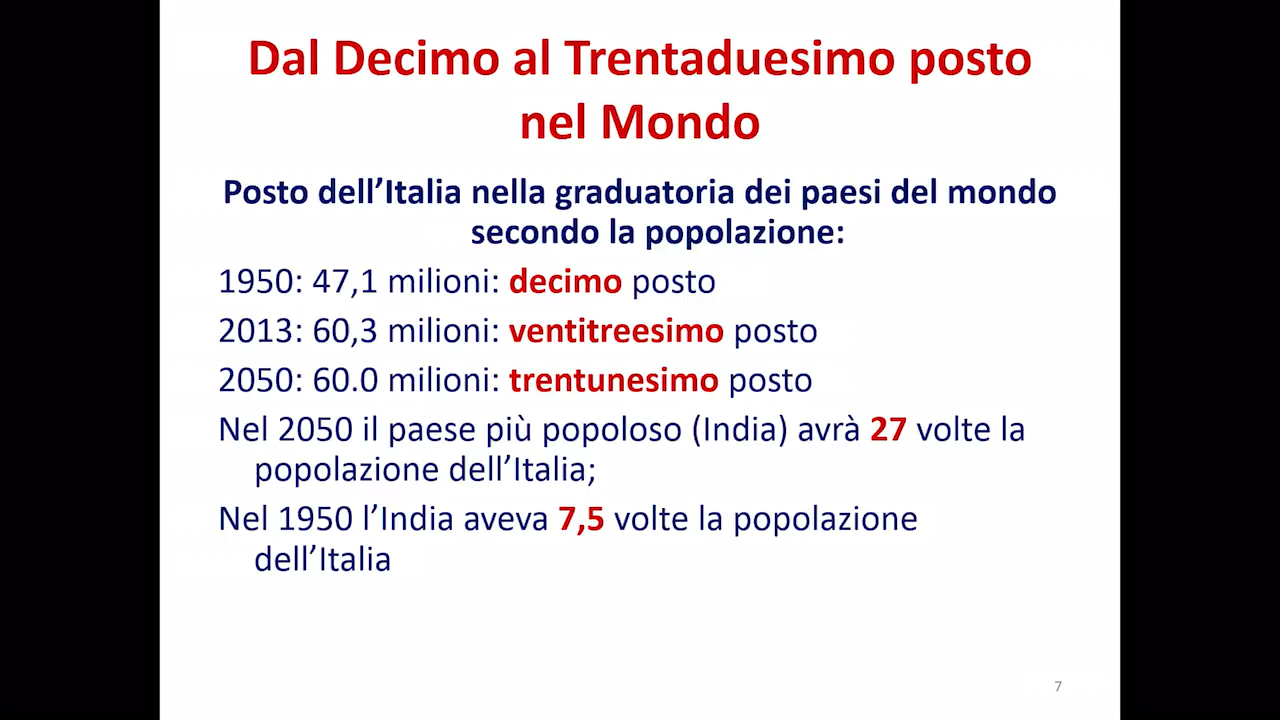 Dal Decimo al Trentaduesimo posto
nel Mondo
Posto dell’Italia nella graduatoria dei paesi del mondo
secondo la popolazione:
1950: 47,1 milioni: decimo posto
2013: 60,3 milioni: ventitreesimo posto
2050: 60.0 milioni: trentunesimo posto
Nel 2050 il paese più popoloso (India) avrà 27 volte la
popolazione dell’Italia;
Nel 1950 l’India aveva 7,5 volte la popolazione
dell’Italia
7